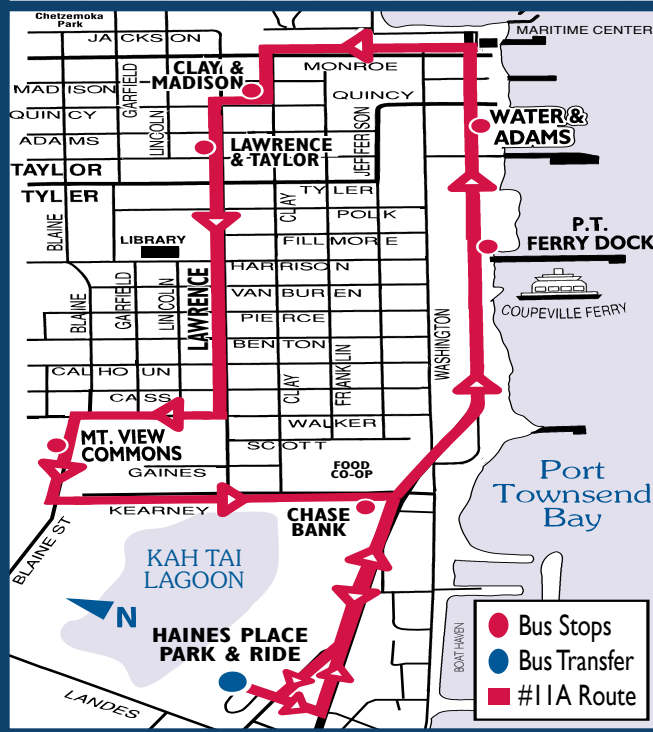 Chetzemoka
Park
JACKSON
MARITIME CENTER
CLAY &
MADISON
MONROE
MADISON
GARFIELD
QUINCY
QUINCY
LINCOLN
JEFFERSON
WATER &
ADAMS
ADAMS
LAWRENCE
& TAYLOR
TAYLOR
TYLER
TYLER
CLAY
POLK
BLAINE
P.T.
FERRY DOCK
LIBRARY
FILLMORE
HARRISON
GARFIELD
LINCOLN
LAWRENCE
BLAINE
VAN BUREN
COUPEVILLE FERRY
PIERCE
WASHINGTON
BENTON
CALHOUN
CLAY
FRANKLIN
CASS
WALKER
MT. VIEW
COMMONS
SCOTT
GAINES
FOOD
CO-OP
Port
Townsend
Bay
KEARNEY
CHASE
BANK
BLAINE ST
KAH TAI
LAGOON
N
HAINES PLACE
PARK & RIDE
BOAT HAVEN
LANDES
Bus Stops
Bus Transfer
#11A Route